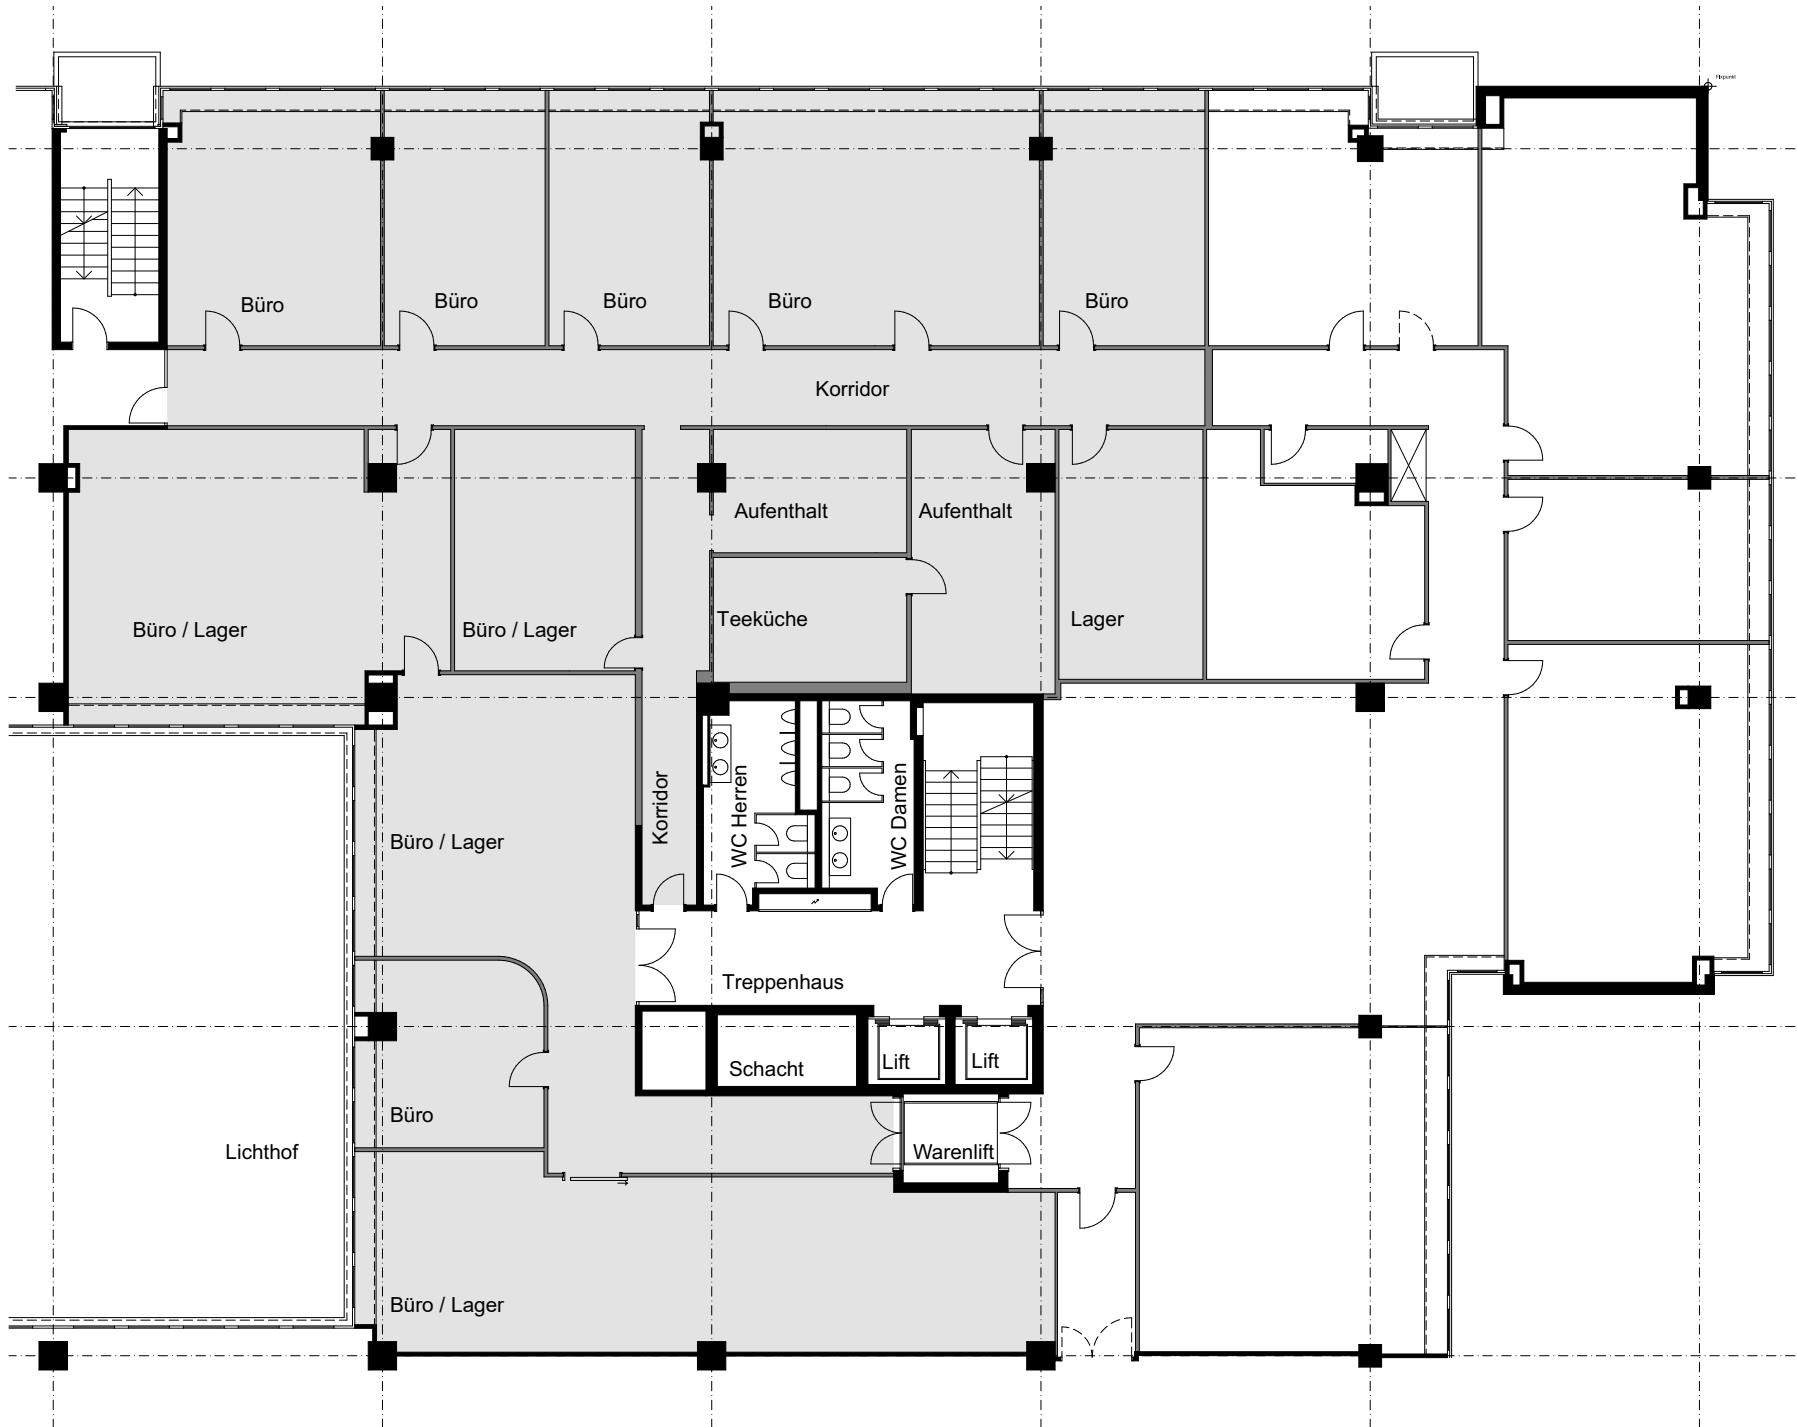 Fixpunkt
Büro
Büro
Büro
Büro
Büro
Korridor
Aufenthalt
Aufenthalt
Teeküche
Lager
Büro / Lager
Büro / Lager
Korridor
WC Herren
WC Damen
Büro / Lager
Treppenhaus
Schacht
Lift
Lift
Büro
Lichthof
Warenlift
Büro / Lager